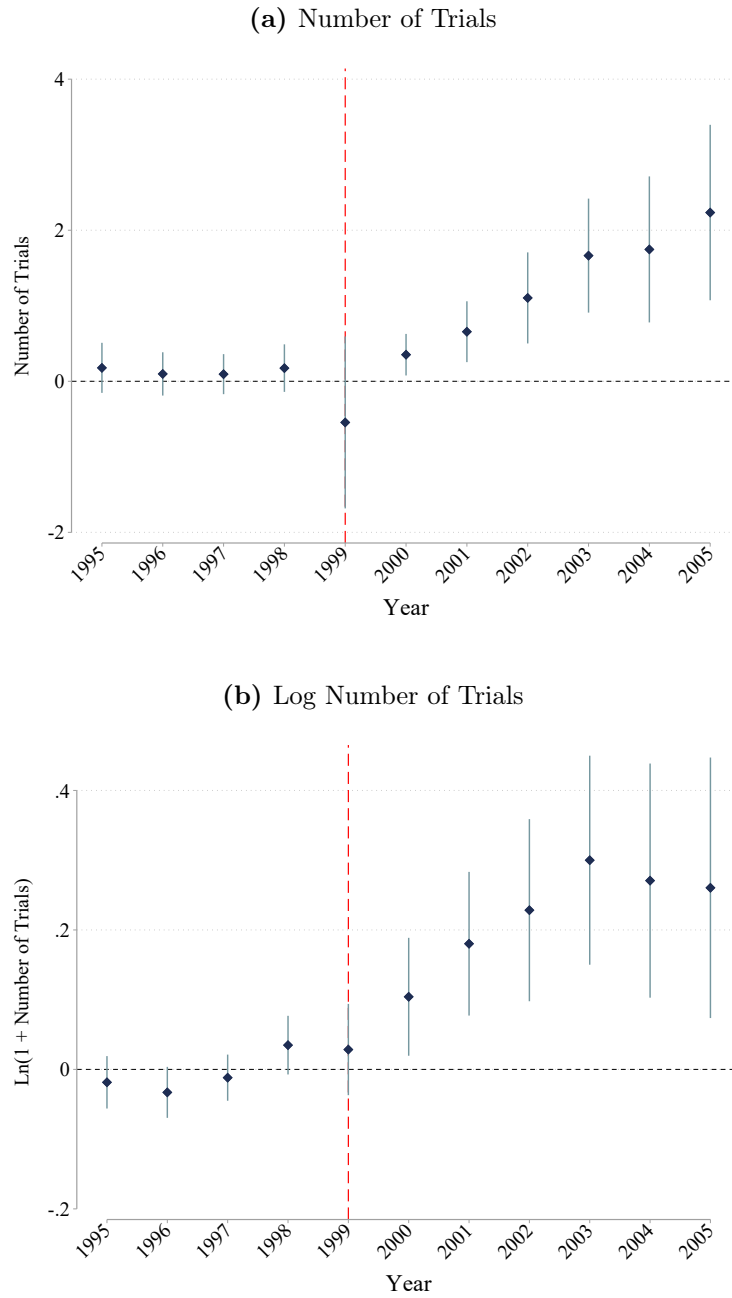 (a) Number of Trials
4
2
0
-2
Number of Trials
1995 1996 1997 1998 1999 2000 2001 2002 2003 2004 2005
Year
(b) Log Number of Trials
.4
.2
0
-.2
Ln(1 + Number of Trials)
1995 1996 1997 1998 1999 2000 2001 2002 2003 2004 2005
Year